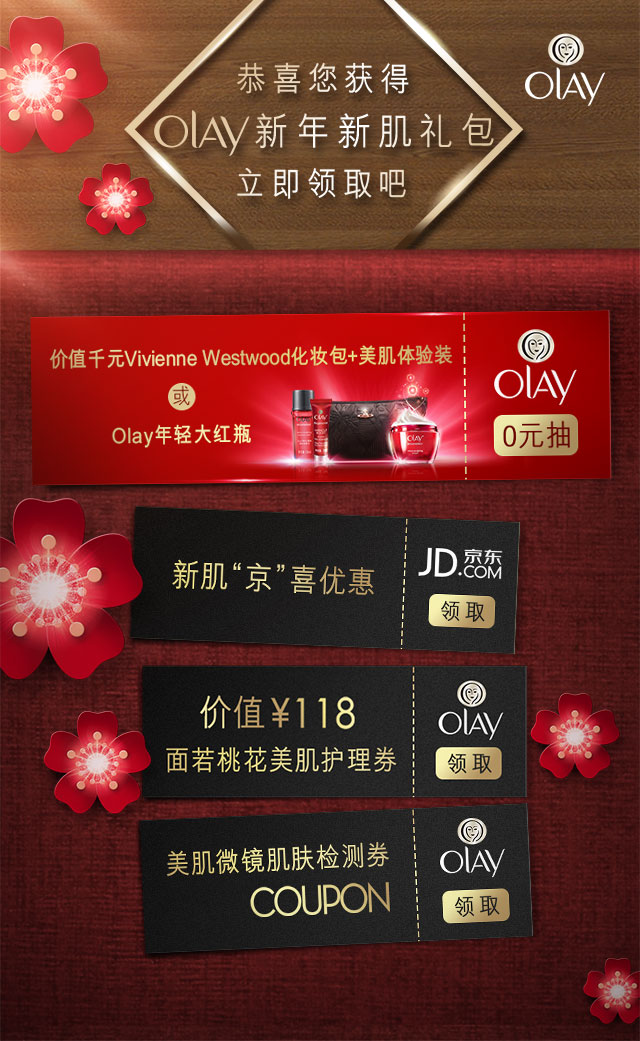 恭喜您获得
OLAY新年新肌礼包
立即领取吧
OLAY
价值千元Vivienne Westwood化妆包+美肌体验装
或
Olay年轻大红瓶
OLAY
0元抽
新肌“京”喜优惠
JD.京东
.COM
领取
价值¥118
面若桃花美肌护理券
OLAY
领取
美肌微镜肌肤检测券
COUPON
OLAY
领取